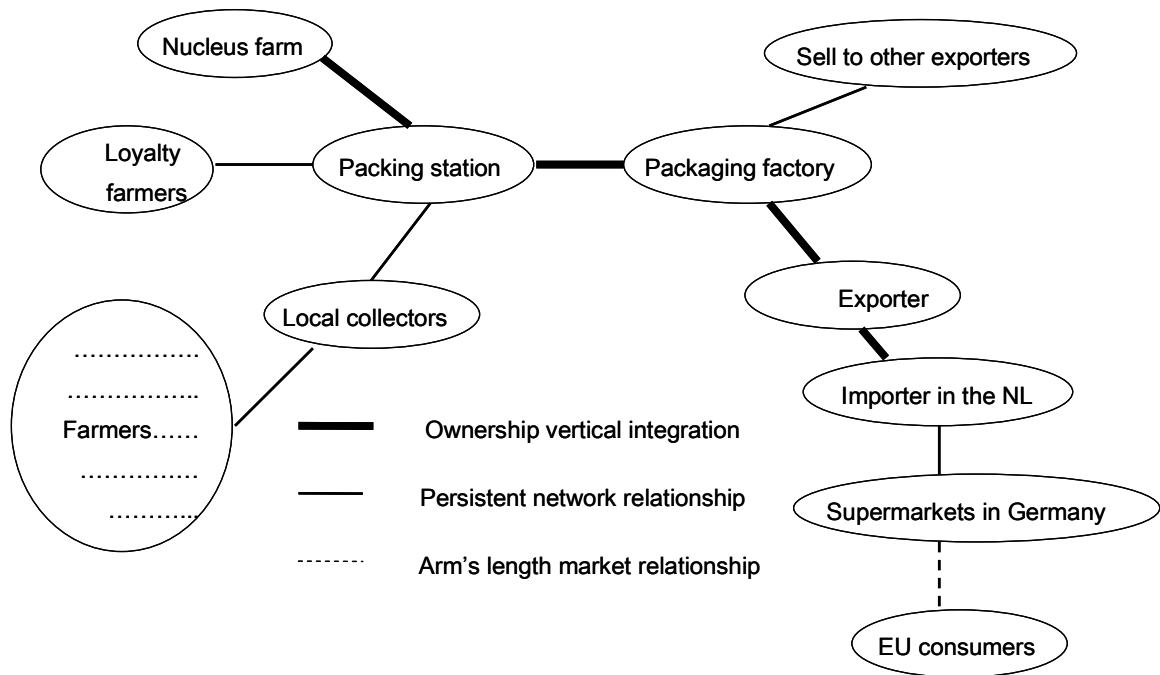 Nucleus farm
Sell to other exporters
Loyalty
farmers
Packing station
Packaging factory
Exporter
Local collectors
……………..
………………..
Farmers……
……………..
…………..
Importer in the NL
Ownership vertical integration
Persistent network relationship
Supermarkets in Germany
Arm's length market relationship
EU consumers